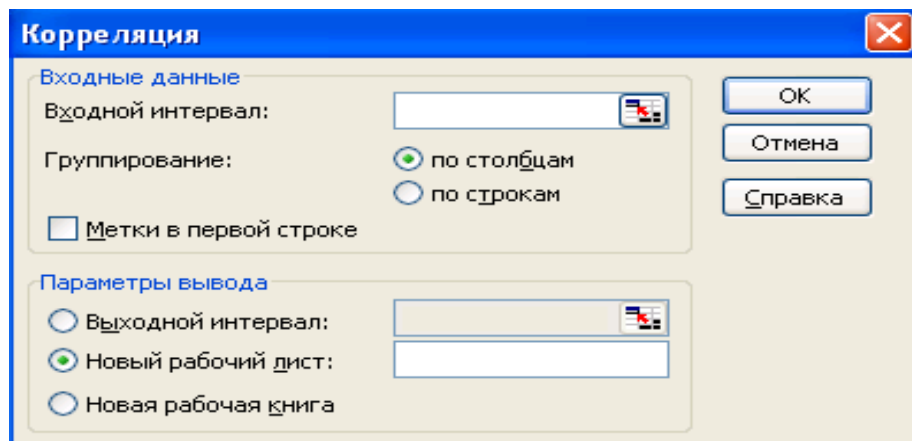 Корреляция
Входные данные
Входной интервал:
Группирование:
по столбцам
по строкам
Метки в первой строке
ОК
Отмена
Справка
Параметры вывода
Выходной интервал:
Новый рабочий лист:
Новая рабочая книга